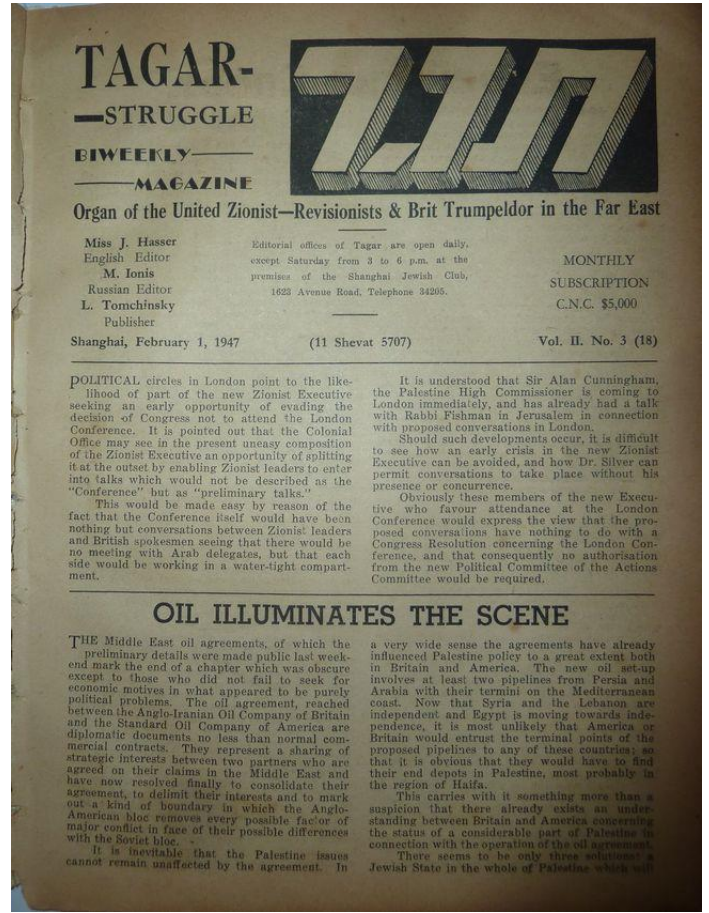 TAGAR-
—STRUGGLE
BIWEEKLY——
——MAGAZINE
תגר
Organ of the United Zionist—Revisionists & Brit Trumpeldor in the Far East
Miss J. Hasser
English Editor
M. Ionis
Russian Editor
L. Tomchinsky
Publisher
Editorial offices of Tagar are open daily,
except Saturday from 3 to 6 p.m. at the
premises of the Shanghai Jewish Club,
1623 Avenue Road, Telephone 34205.
MONTHLY
SUBSCRIPTION
C.N.C. $5,000
Shanghai, February 1, 1947 (11 Shevat 5707) Vol. II. No. 3 (18)
POLITICAL circles in London point to the like-
lihood of part of the new Zionist Executive
seeking an early opportunity of evading the
decision of Congress not to attend the London
Conference. It is pointed out that the Colonial
Office may see in the present uneasy composition
of the Zionist Executive an opportunity of splitting
it at the outset by enabling Zionist leaders to enter
into talks which would not be described as the
"Conference" but as "preliminary talks."
This would be made easy by reason of the
fact that the Conference itself would have been
nothing but conversations between Zionist leaders
and British spokesmen seeing that there would be
no meeting with Arab delegates, but that each
side would be working in a water-tight compart-
ment.
It is understood that Sir Alan Cunningham,
the Palestine High Commissioner is coming to
London immediately, and has already had a talk
with Rabbi Fishman in Jerusalem in connection
with proposed conversations in London.
Should such developments occur, it is difficult
to see how an early crisis in the new Zionist
Executive can be avoided, and how Dr. Silver can
permit conversations to take place without his
presence or concurrence.
Obviously these members of the new Execu-
tive who favour attendance at the London
Conference would express the view that the pro-
posed conversations have nothing to do with a
Congress Resolution concerning the London Con-
ference, and that consequently no authorisation
from the new Political Committee of the Actions
Committee would be required.
OIL ILLUMINATES THE SCENE
THE Middle East oil agreements, of which the
preliminary details were made public last week-
end mark the end of a chapter which was obscure
except to those who did not fail to seek for
economic motives in what appeared to be purely
political problems. The oil agreement, reached
between the Anglo-Iranian Oil Company of Britain
and the Standard Oil Company of America are
diplomatic documents no less than normal com-
mercial contracts. They represent a sharing of
strategic interests between two partners who are
agreed on their claims in the Middle East and
have now resolved finally to consolidate their
agreement, to delimit their interests and to mark
out a kind of boundary in which the Anglo-
American bloc removes every possible factor of
major conflict in face of their possible differences
with the Soviet bloc.
It is inevitable that the Palestine issues
cannot remain unaffected by the agreement. In
a very wide sense the agreements have already
influenced Palestine policy to a great extent both
in Britain and America. The new oil set-up
involves at least two pipelines from Persia and
Arabia with their termini on the Mediterranean
coast. Now that Syria and the Lebanon are
independent and Egypt is moving towards inde-
pendence, it is most unlikely that America or
Britain would entrust the terminal points of the
proposed pipelines to any of these countries; so
that it is obvious that they would have to find
their end depots in Palestine, most probably in
the region of Haifa.
This carries with it something more than a
suspicion that there already exists an under-
standing between Britain and America concerning
the status of a considerable part of Palestine in
connection with the operation of the oil agreement.
There seems to be only three solutions: a
Jewish State in the whole of Palestine which will